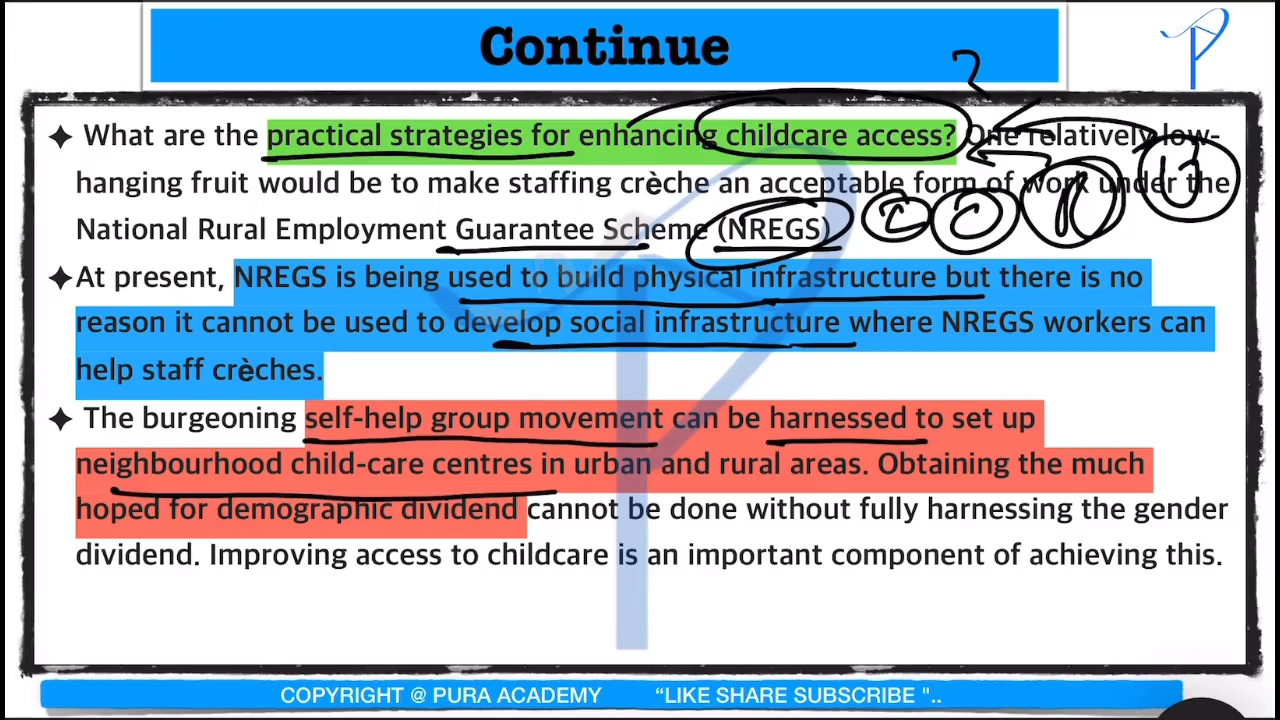 Continue
✦ What are the practical strategies for enhancing childcare access? One relatively low-
hanging fruit would be to make staffing crèche an acceptable form of work under the
National Rural Employment Guarantee Scheme (NREGS)
✦ At present, NREGS is being used to build physical infrastructure but there is no
reason it cannot be used to develop social infrastructure where NREGS workers can
help staff crèches.
✦ The burgeoning self-help group movement can be harnessed to set up
neighbourhood child-care centres in urban and rural areas. Obtaining the much
hoped for demographic dividend cannot be done without fully harnessing the gender
dividend. Improving access to childcare is an important component of achieving this.
COPYRIGHT @ PURA ACADEMY “LIKE SHARE SUBSCRIBE "..